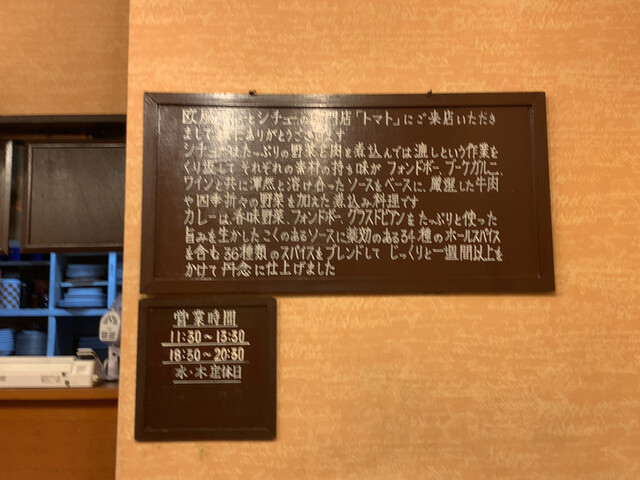 欧風 とシチューの 門店「トマト」にご来店いただき
まして ありがとうございます
シチューはたっぷりの野菜と肉を煮込んでは漉しという作業を
くり返してそれぞれの素材の持ち味が フォンドボー、ブーケガルニ、
ワインと共に渾然と溶け合ったソースをベースに、厳選した牛肉
や四季折々の野菜を加えた煮込み料理です
カレーは香味野菜、フォンドボー、グラスドビアンをたっぷりと使った
旨みを生かしたこくのあるソースに薬効のある34種のホールスパイス
を含む36種類のスパイスをブレンドして じっくりと一週間以上を
かけて丹念に仕上げました
営業時間
11:30〜13:30
18:30〜20:30
水・木定休日